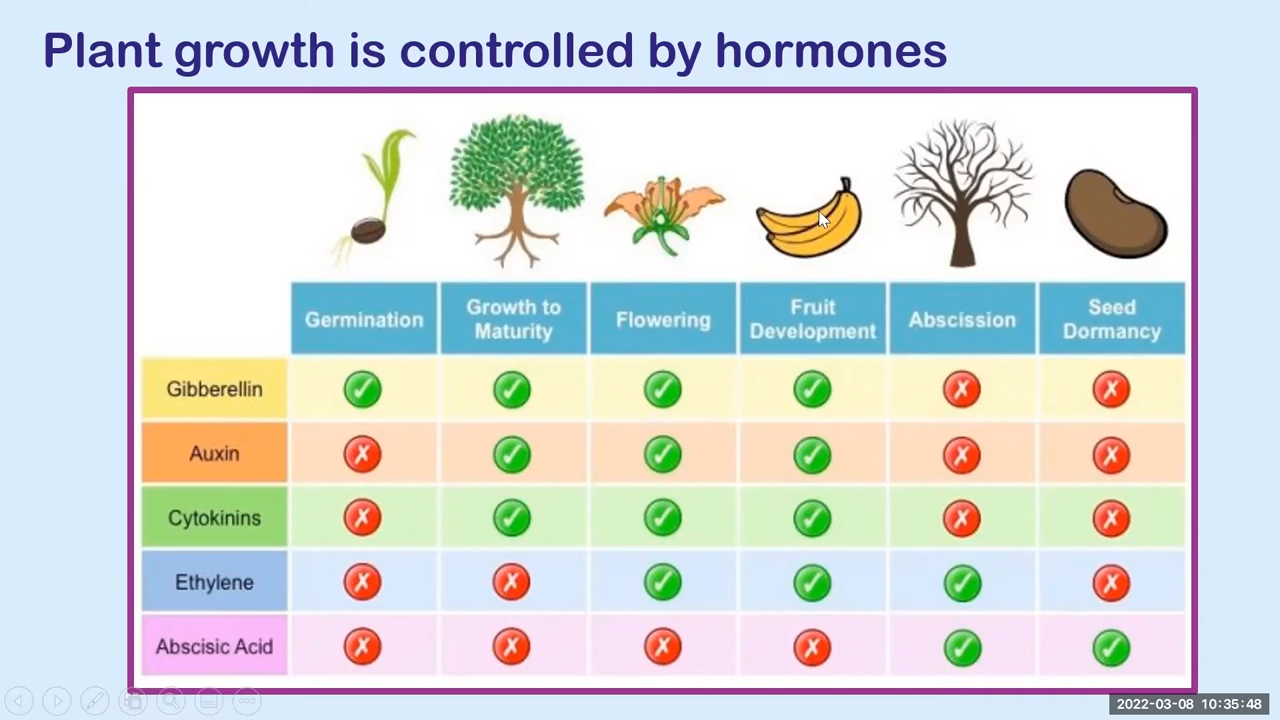 Plant growth is controlled by hormones
Germination
Growth to
Maturity
Flowering
Fruit
Development
Abscission
Seed
Dormancy
Gibberellin
Auxin
Cytokinins
Ethylene
Abscisic Acid
2022-03-08 10:35:48